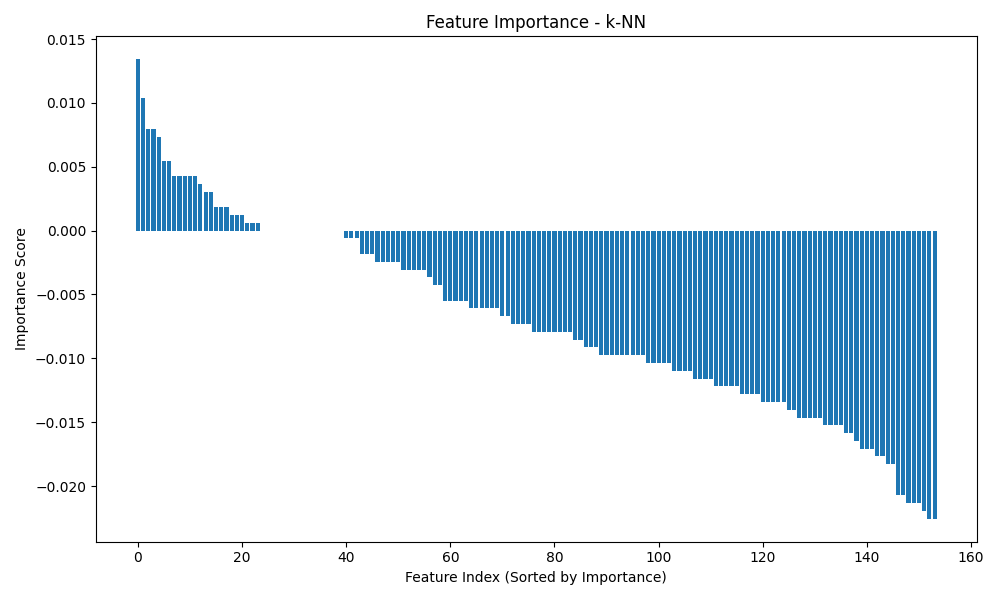 Feature Importance - k-NN
0.015
0.010
0.005
0.000
−0.005
−0.010
−0.015
−0.020
Importance Score
0 20 40 60 80 100 120 140 160
Feature Index (Sorted by Importance)